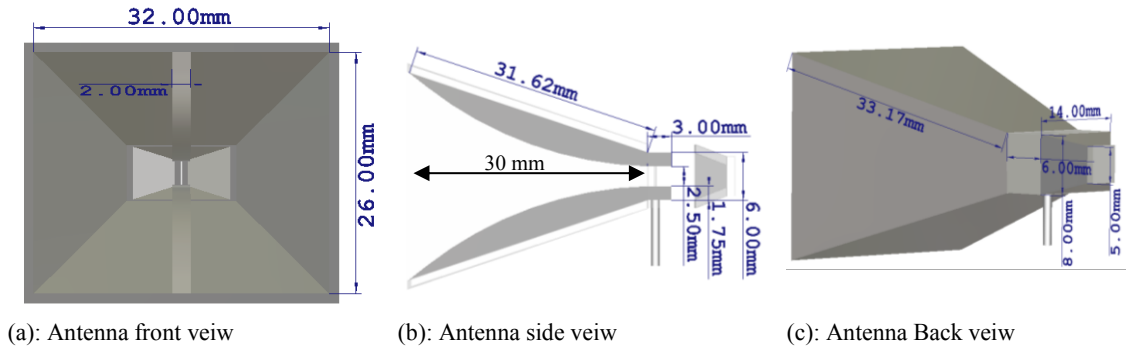 32.00mm
2.00mm
26.00mm
31.62mm
3.00mm
30 mm
2.50mm
1.75mm
6.00mm
33.17mm
14.00mm
6.00mm
8.00mm
5.00mm
(a): Antenna front veiw
(b): Antenna side veiw
(c): Antenna Back veiw